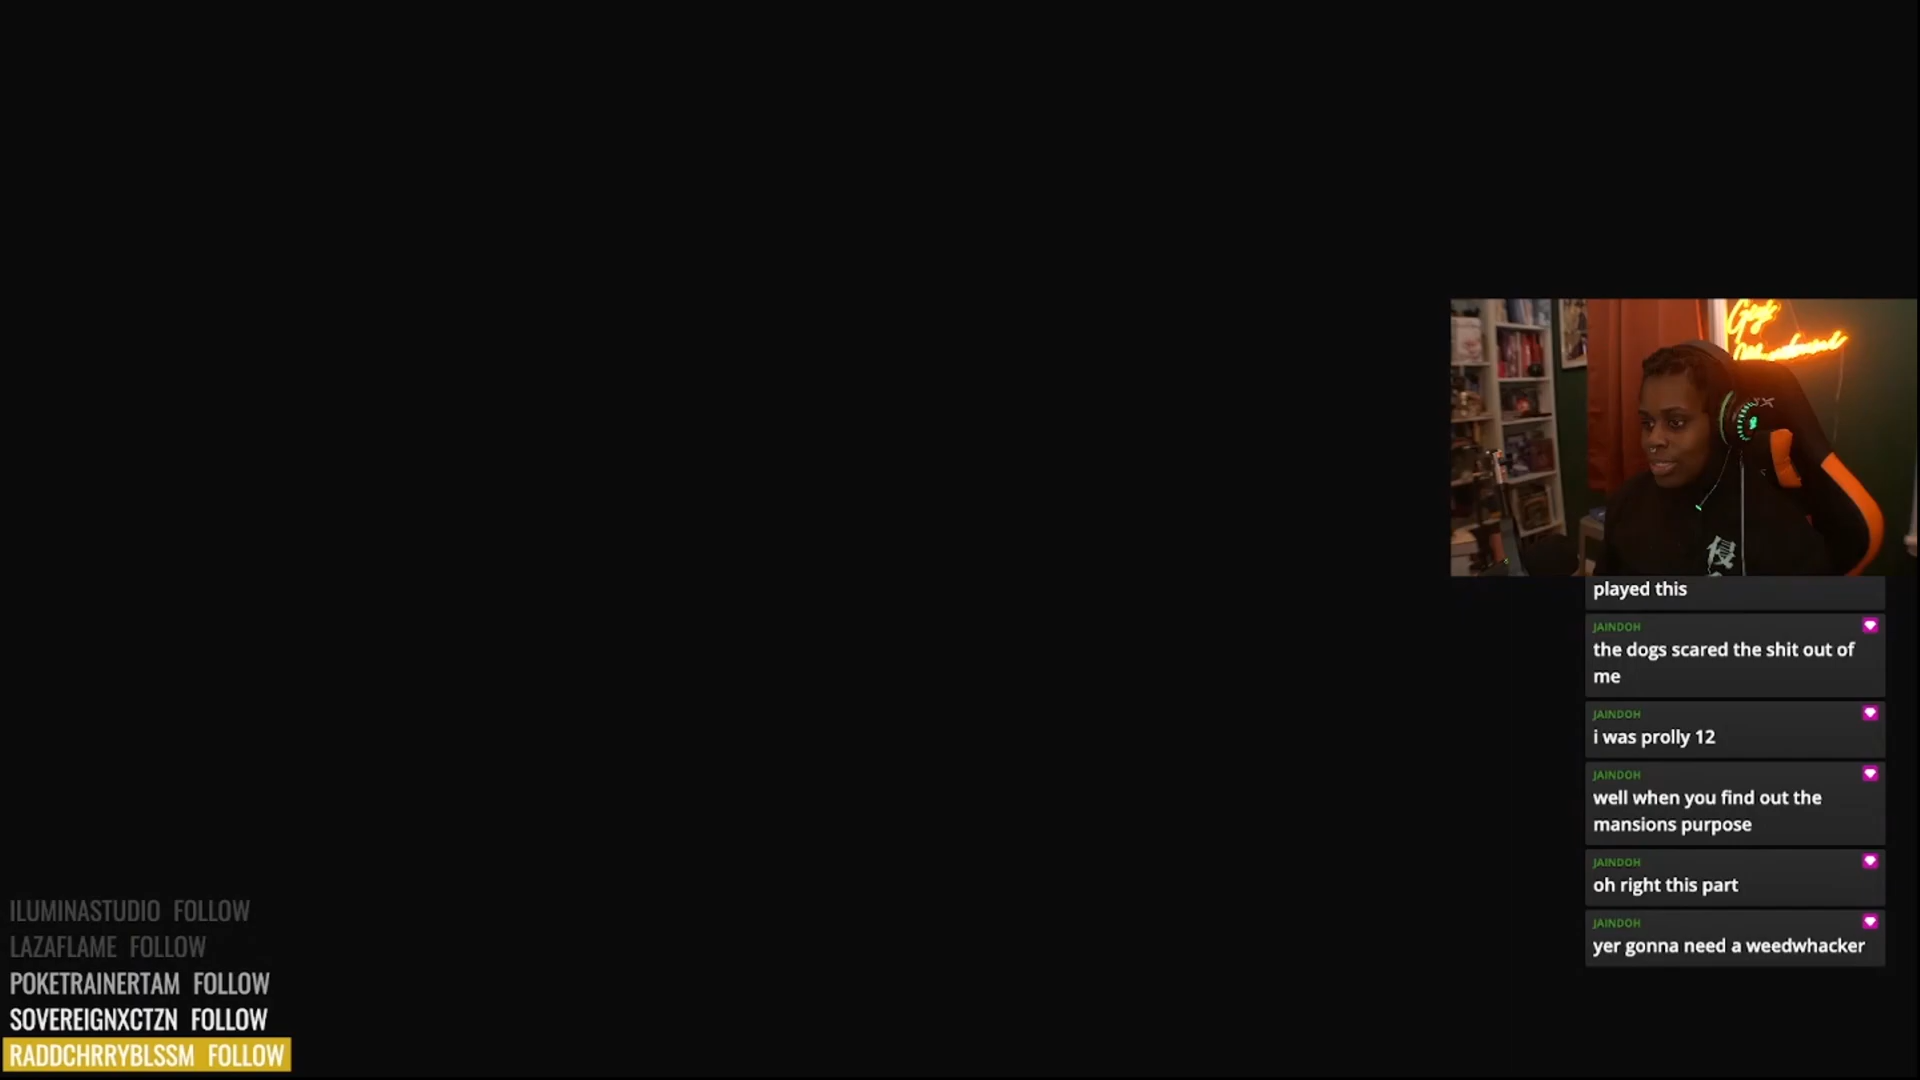 played this
JAINDOH
the dogs scared the shit out of
me
JAINDOH
i was prolly 12
JAINDOH
well when you find out the
mansions purpose
JAINDOH
oh right this part
JAINDOH
yer gonna need a weedwhacker
ILUMINASTUDIO FOLLOW
LAZAFLAME FOLLOW
POKETRAINERTAM FOLLOW
SOVEREIGNXCTZN FOLLOW
RADDCHRRYBLSSM FOLLOW